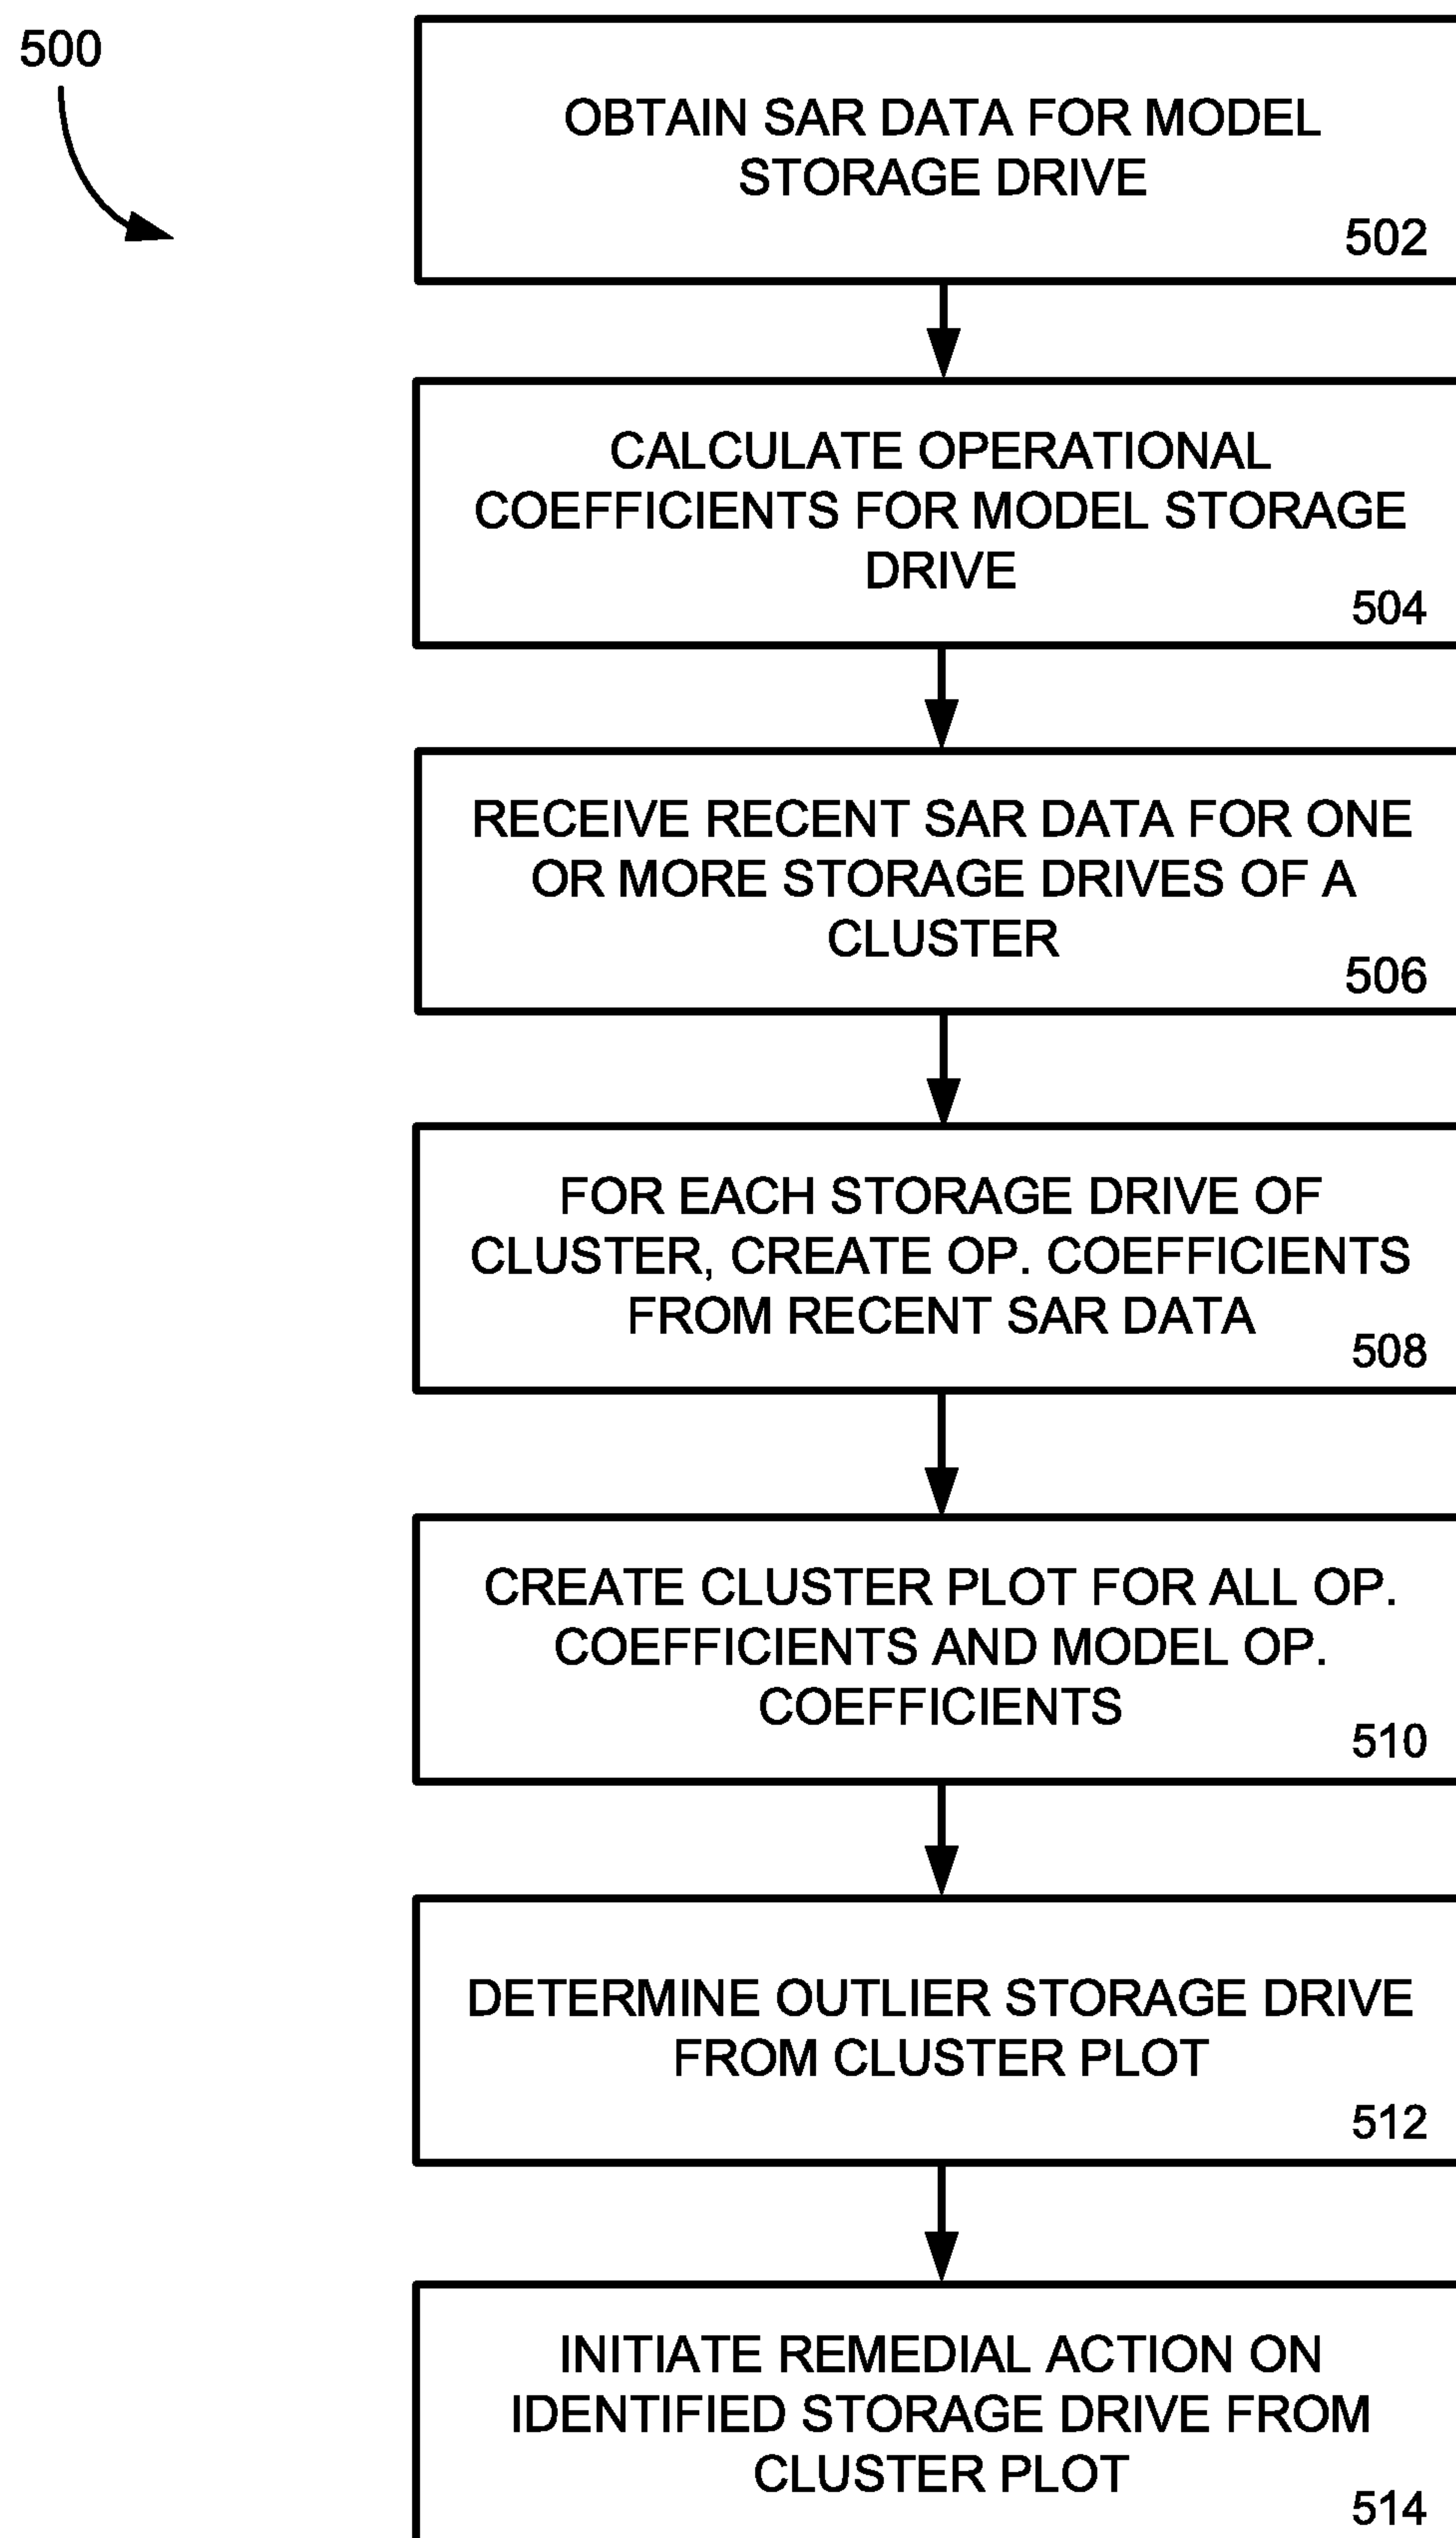 500
OBTAIN SAR DATA FOR MODEL
STORAGE DRIVE
502
CALCULATE OPERATIONAL
COEFFICIENTS FOR MODEL STORAGE
DRIVE
504
RECEIVE RECENT SAR DATA FOR ONE
OR MORE STORAGE DRIVES OF A
CLUSTER
506
FOR EACH STORAGE DRIVE OF
CLUSTER, CREATE OP. COEFFICIENTS
FROM RECENT SAR DATA
508
CREATE CLUSTER PLOT FOR ALL OP.
COEFFICIENTS AND MODEL OP.
COEFFICIENTS
510
DETERMINE OUTLIER STORAGE DRIVE
FROM CLUSTER PLOT
512
INITIATE REMEDIAL ACTION ON
IDENTIFIED STORAGE DRIVE FROM
CLUSTER PLOT
514